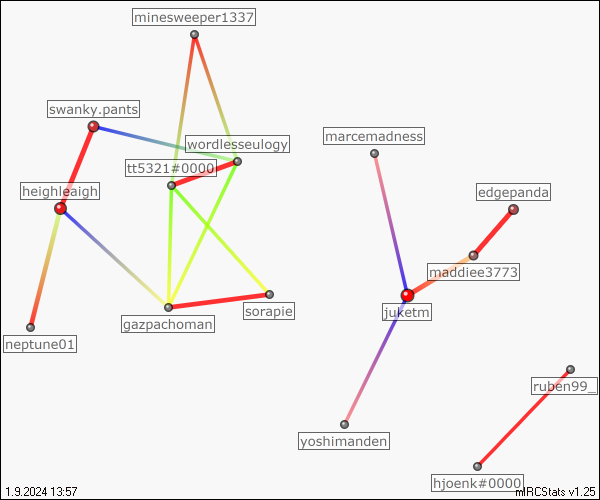 minesweeper1337
swanky.pants
marcemadness
wordlesseulogy
tt5321#0000
heighleaigh
edgepanda
maddiee3773
sorapie
juketm
gazpachoman
neptune01
ruben99_
yoshimanden
hjoenk#0000
1.9.2024 13:57
mIRCStats v1.25